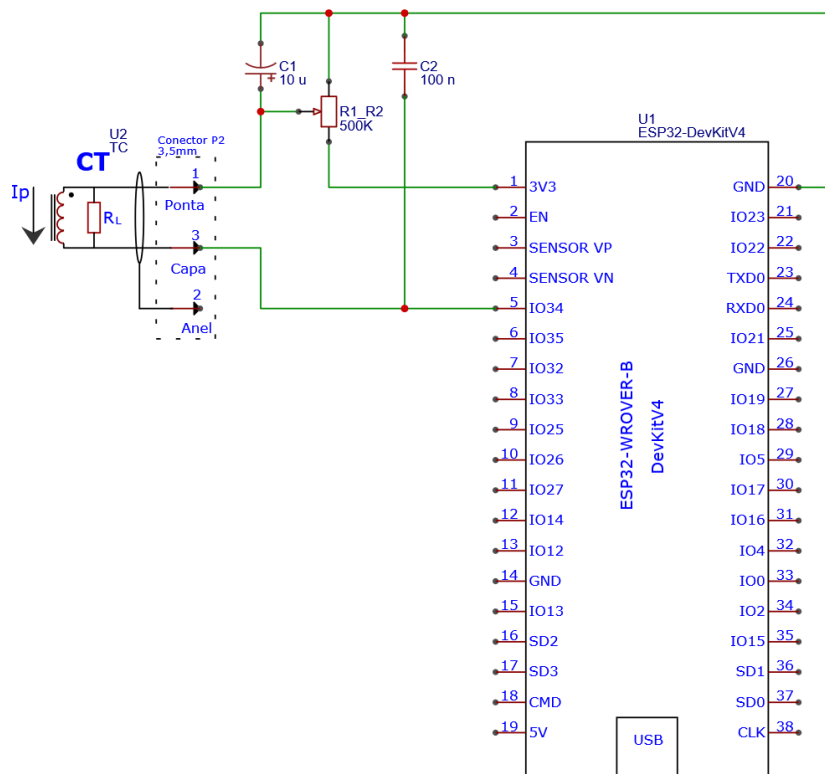 C1
10 u
C2
100 n
R1_R2
500K
U1
ESP32-DevKitV4
U2
TC
Conector P2
3,5mm
CT
Ip
RL
1
Ponta
3
Capa
2
Anel
1 3V3
2 EN
3 SENSOR VP
4 SENSOR VN
5 IO34
6 IO35
7 IO32
8 IO33
9 IO25
10 IO26
11 IO27
12 IO14
13 IO12
14 GND
15 IO13
16 SD2
17 SD3
18 CMD
19 5V
ESP32-WROVER-B
DevKitV4
GND 20
IO23 21
IO22 22
TXD0 23
RXD0 24
IO21 25
GND 26
IO19 27
IO18 28
IO5 29
IO17 30
IO16 31
IO4 32
IO0 33
IO2 34
IO15 35
SD1 36
SD0 37
CLK 38
USB